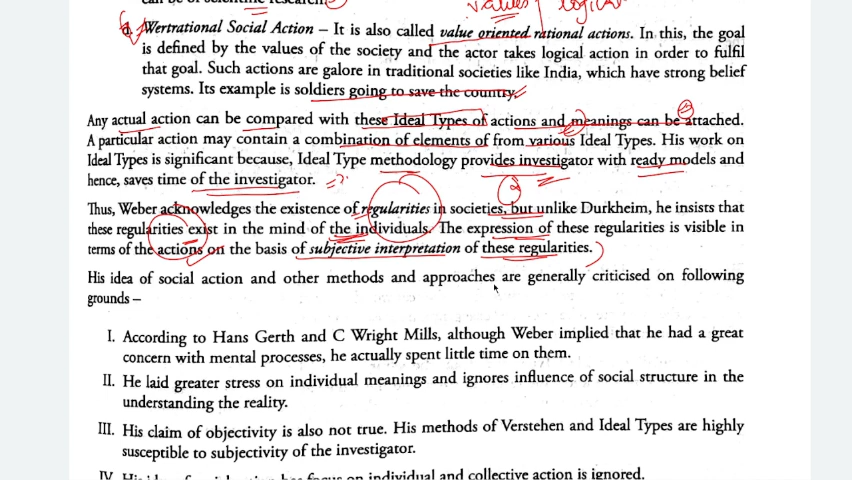 values logical
d. Wertrational Social Action – It is also called value oriented rational actions. In this, the goal
is defined by the values of the society and the actor takes logical action in order to fulfil
that goal. Such actions are galore in traditional societies like India, which have strong belief
systems. Its example is soldiers going to save the country.
Any actual action can be compared with these Ideal Types of actions and meanings can be attached.
A particular action may contain a combination of elements of from various Ideal Types. His work on
Ideal Types is significant because, Ideal Type methodology provides investigator with ready models and
hence, saves time of the investigator.
Thus, Weber acknowledges the existence of regularities in societies, but unlike Durkheim, he insists that
these regularities exist in the mind of the individuals. The expression of these regularities is visible in
terms of the actions on the basis of subjective interpretation of these regularities.
His idea of social action and other methods and approaches are generally criticised on following
grounds –
I. According to Hans Gerth and C Wright Mills, although Weber implied that he had a great
concern with mental processes, he actually spent little time on them.
II. He laid greater stress on individual meanings and ignores influence of social structure in the
understanding the reality.
III. His claim of objectivity is also not true. His methods of Verstehen and Ideal Types are highly
susceptible to subjectivity of the investigator.
IV. individual and collective action is ignored.